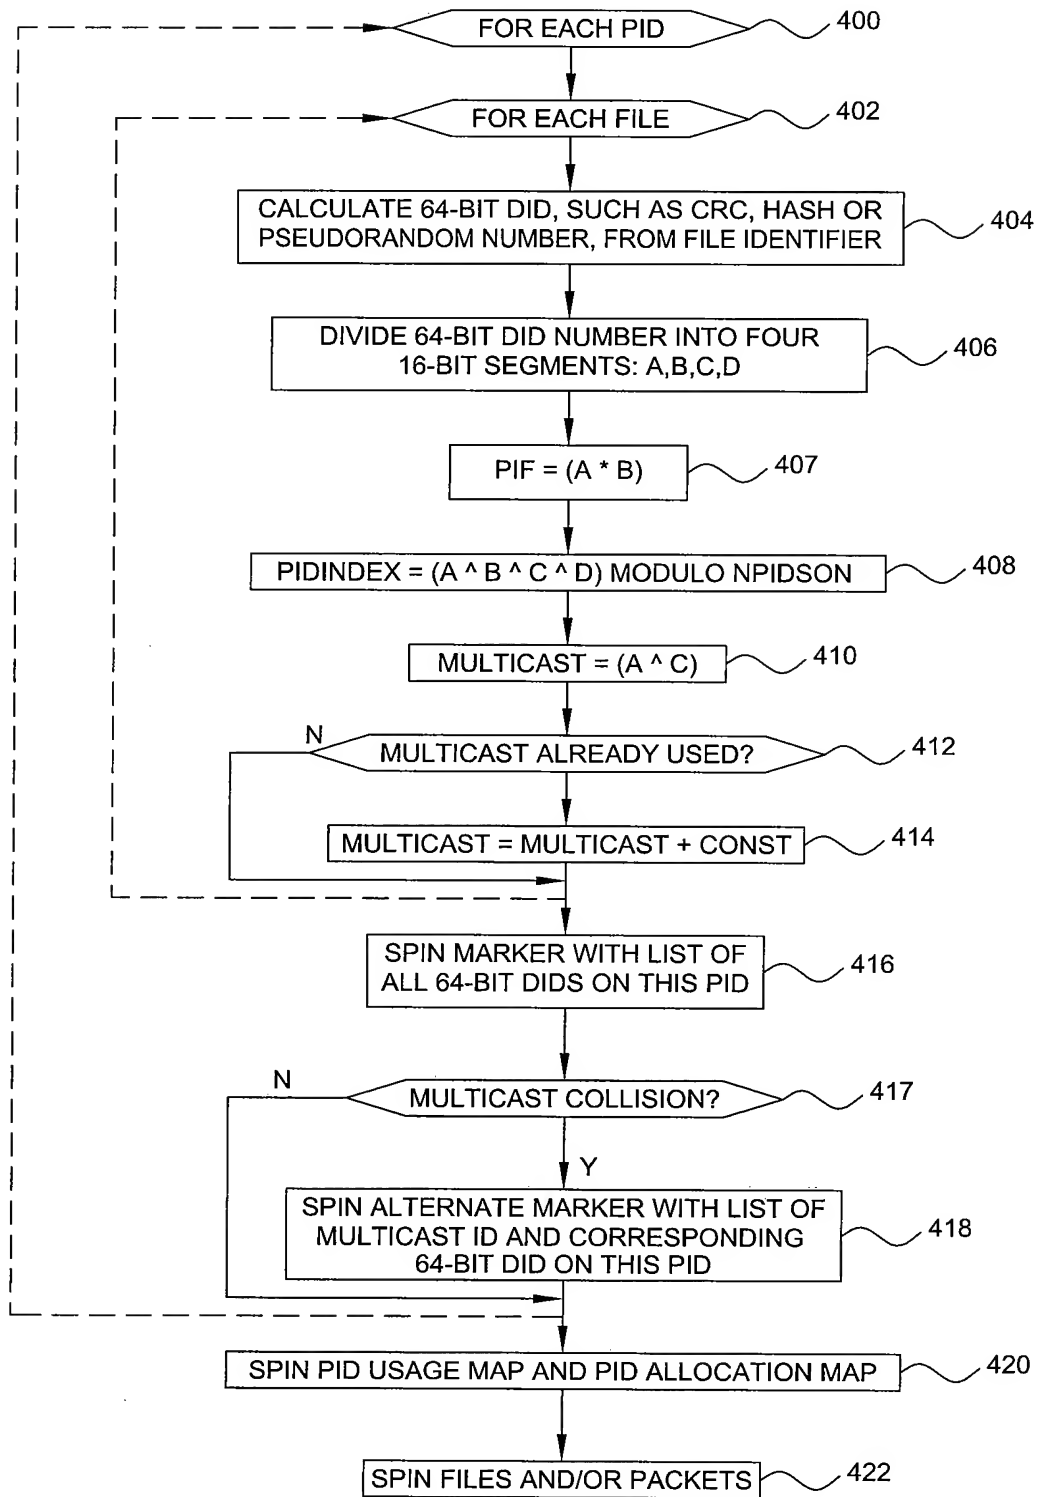 FOR EACH PID
400
FOR EACH FILE
402
CALCULATE 64-BIT DID, SUCH AS CRC, HASH OR
PSEUDORANDOM NUMBER, FROM FILE IDENTIFIER
404
DIVIDE 64-BIT DID NUMBER INTO FOUR
16-BIT SEGMENTS: A,B,C,D
406
PIF = (A * B)
407
PIDINDEX = (A ^ B ^ C ^ D) MODULO NPIDSON
408
MULTICAST = (A ^ C)
410
N
MULTICAST ALREADY USED?
412
MULTICAST = MULTICAST + CONST
414
SPIN MARKER WITH LIST OF
ALL 64-BIT DIDS ON THIS PID
416
N
MULTICAST COLLISION?
417
Y
SPIN ALTERNATE MARKER WITH LIST OF
MULTICAST ID AND CORRESPONDING
64-BIT DID ON THIS PID
418
SPIN PID USAGE MAP AND PID ALLOCATION MAP
420
SPIN FILES AND/OR PACKETS
422